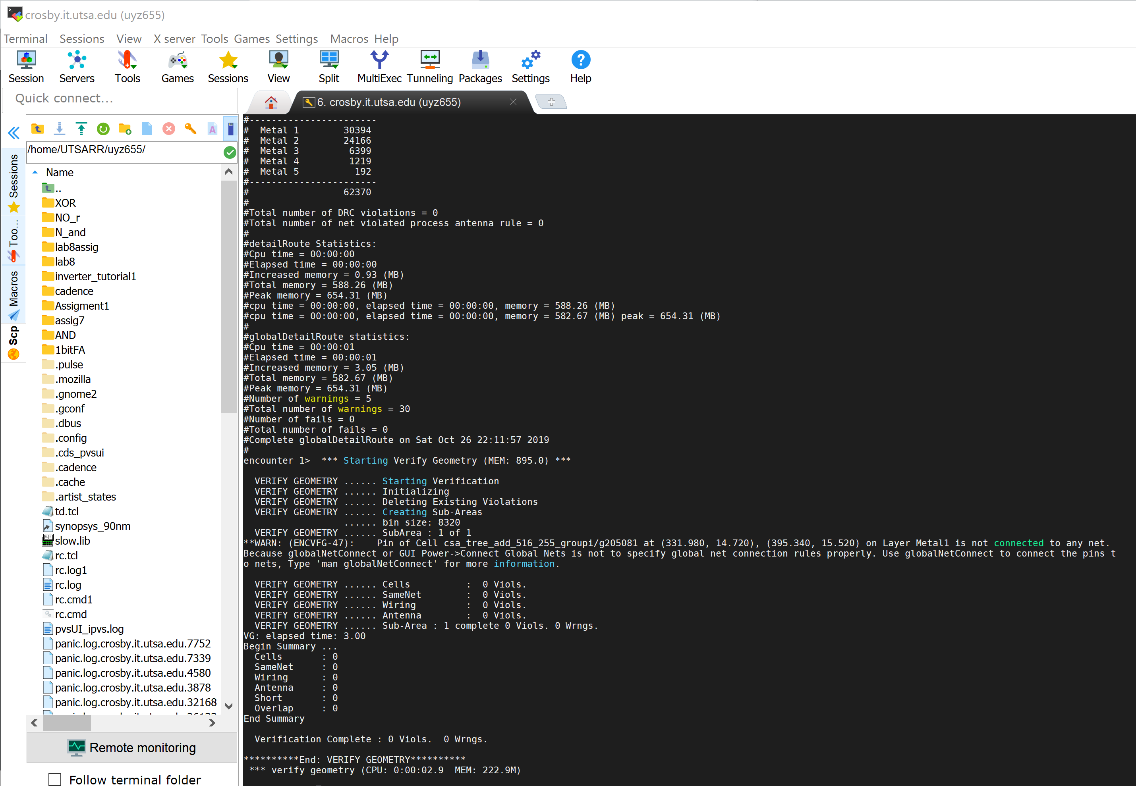 crosby.it.utsa.edu (uyz655)
Terminal Sessions View X server Tools Games Settings Macros Help
Session Servers Tools Games Sessions View Split MultiExec Tunneling Packages Settings Help
Quick connect...
6. crosby.it.utsa.edu (uyz655)
/home/UTSARR/uyz655/
Sessions
Too...
Macros
Scp
Name
..
XOR
NO_r
N_and
lab8assig
lab8
inverter_tutorial1
cadence
Assigment1
assig7
AND
1bitFA
.pulse
.mozilla
.gnome2
.gconf
.dbus
.config
.cds_pvsui
.cadence
.cache
.artist_states
td.tcl
synopsys_90nm
slow.lib
rc.tcl
rc.log1
rc.log
rc.cmd1
rc.cmd
pvsUI_ipvs.log
panic.log.crosby.it.utsa.edu.7752
panic.log.crosby.it.utsa.edu.7339
panic.log.crosby.it.utsa.edu.4580
panic.log.crosby.it.utsa.edu.3878
panic.log.crosby.it.utsa.edu.32168
Remote monitoring
Follow terminal folder
#-----------------------
#  Metal 1        30394
#  Metal 2        24166
#  Metal 3         6399
#  Metal 4         1219
#  Metal 5          192
#-----------------------
#                 62370
#
#Total number of DRC violations = 0
#Total number of net violated process antenna rule = 0
#
#detailRoute Statistics:
#Cpu time = 00:00:00
#Elapsed time = 00:00:00
#Increased memory = 0.93 (MB)
#Total memory = 588.26 (MB)
#Peak memory = 654.31 (MB)
#cpu time = 00:00:00, elapsed time = 00:00:00, memory = 588.26 (MB)
#cpu time = 00:00:00, elapsed time = 00:00:00, memory = 582.67 (MB) peak = 654.31 (MB)
#
#globalDetailRoute statistics:
#Cpu time = 00:00:01
#Elapsed time = 00:00:01
#Increased memory = 3.05 (MB)
#Total memory = 582.67 (MB)
#Peak memory = 654.31 (MB)
#Number of warnings = 5
#Total number of warnings = 30
#Number of fails = 0
#Total number of fails = 0
#Complete globalDetailRoute on Sat Oct 26 22:11:57 2019
#
encounter 1>  *** Starting Verify Geometry (MEM: 895.0) ***

  VERIFY GEOMETRY ...... Starting Verification
  VERIFY GEOMETRY ...... Initializing
  VERIFY GEOMETRY ...... Deleting Existing Violations
  VERIFY GEOMETRY ...... Creating Sub-Areas
                  ...... bin size: 8320
  VERIFY GEOMETRY ...... SubArea : 1 of 1
**WARN: (ENCVFG-47):    Pin of Cell csa_tree_add_516_255_groupi/g205081 at (331.980, 14.720), (395.340, 15.520) on Layer Metal1 is not connected to any net.
Because globalNetConnect or GUI Power->Connect Global Nets is not to specify global net connection rules properly. Use globalNetConnect to connect the pins t
o nets, Type 'man globalNetConnect' for more information.

  VERIFY GEOMETRY ...... Cells          :  0 Viols.
  VERIFY GEOMETRY ...... SameNet        :  0 Viols.
  VERIFY GEOMETRY ...... Wiring         :  0 Viols.
  VERIFY GEOMETRY ...... Antenna        :  0 Viols.
  VERIFY GEOMETRY ...... Sub-Area : 1 complete 0 Viols. 0 Wrngs.
VG: elapsed time: 3.00
Begin Summary ...
  Cells       : 0
  SameNet     : 0
  Wiring      : 0
  Antenna     : 0
  Short       : 0
  Overlap     : 0
End Summary

  Verification Complete : 0 Viols.  0 Wrngs.

**********End: VERIFY GEOMETRY**********
 *** verify geometry (CPU: 0:00:02.9  MEM: 222.9M)